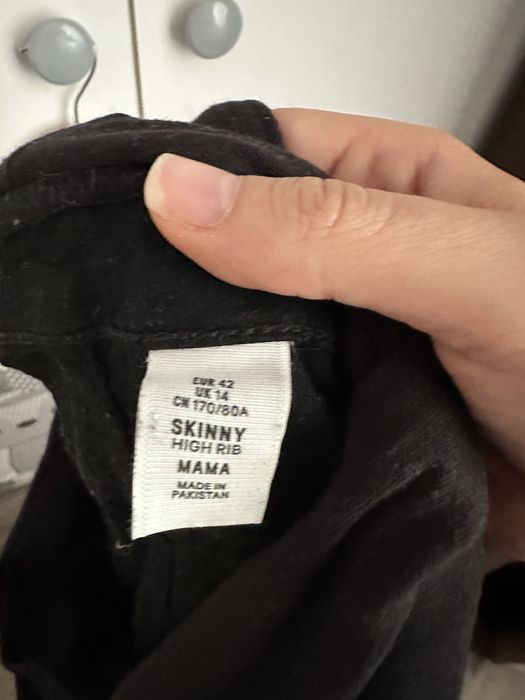 EUR 42
UK 14
CN 170/80A
SKINNY
HIGH RIB
MAMA
MADE IN
PAKISTAN